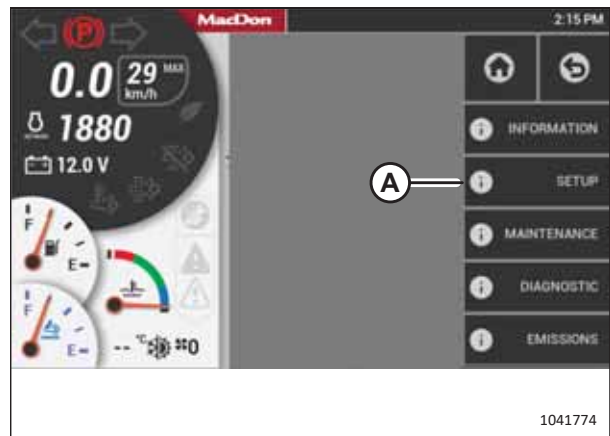 MacDon
2:15 PM
P
0.0
29 MAX
km/h
1880
12.0 V
F
E
F
E
-- °C
0
INFORMATION
A
SETUP
MAINTENANCE
DIAGNOSTIC
EMISSIONS
1041774